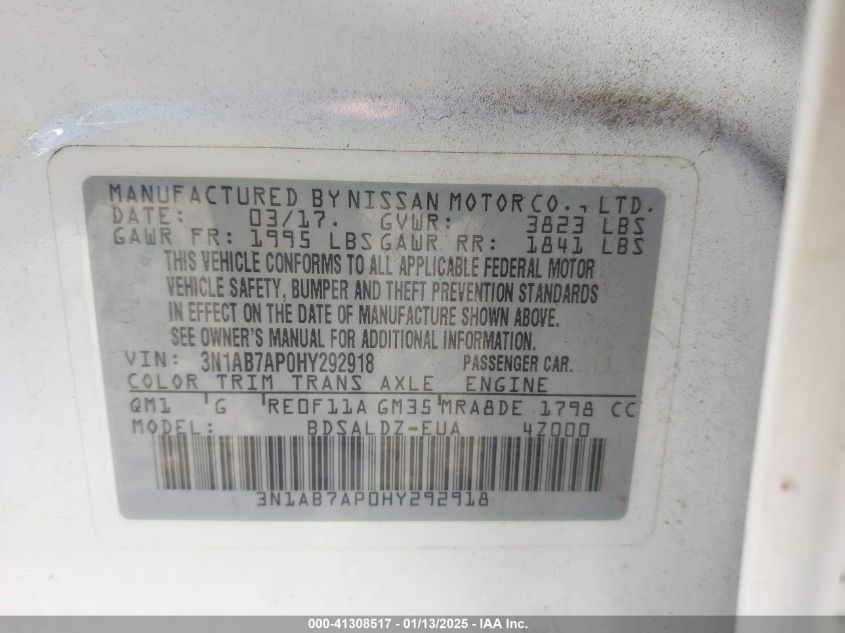 MANUFACTURED BY NISSAN MOTOR CO., LTD.
DATE: 03/17. GVWR: 3823 LBS
GAWR FR: 1995 LBS GAWR RR: 1841 LBS
THIS VEHICLE CONFORMS TO ALL APPLICABLE FEDERAL MOTOR
VEHICLE SAFETY, BUMPER AND THEFT PREVENTION STANDARDS
IN EFFECT ON THE DATE OF MANUFACTURE SHOWN ABOVE.
SEE OWNER'S MANUAL FOR ADDITIONAL INFORMATION.
VIN: 3N1AB7AP0HY292918 PASSENGER CAR.
COLOR TRIM TRANS AXLE ENGINE
QM1 G RE0F11A GM35 MRA8DE 1798 CC
MODEL: BDSALDZ-EUA 4Z000
3N1AB7AP0HY292918
000-41308517 - 01/13/2025 - IAA Inc.